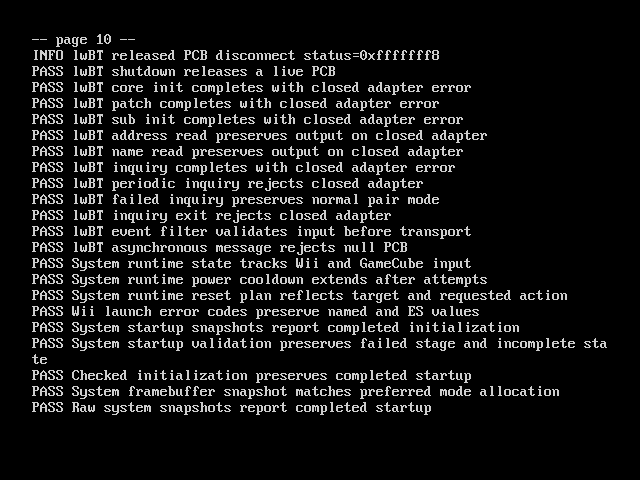 -- page 10 --
INFO lwBT released PCB disconnect status=0xfffffff8
PASS lwBT shutdown releases a live PCB
PASS lwBT core init completes with closed adapter error
PASS lwBT patch completes with closed adapter error
PASS lwBT sub init completes with closed adapter error
PASS lwBT address read preserves output on closed adapter
PASS lwBT name read preserves output on closed adapter
PASS lwBT inquiry completes with closed adapter error
PASS lwBT periodic inquiry rejects closed adapter
PASS lwBT failed inquiry preserves normal pair mode
PASS lwBT inquiry exit rejects closed adapter
PASS lwBT event filter validates input before transport
PASS lwBT asynchronous message rejects null PCB
PASS System runtime state tracks Wii and GameCube input
PASS System runtime power cooldown extends after attempts
PASS System runtime reset plan reflects target and requested action
PASS Wii launch error codes preserve named and ES values
PASS System startup snapshots report completed initialization
PASS System startup validation preserves failed stage and incomplete sta
te
PASS Checked initialization preserves completed startup
PASS System framebuffer snapshot matches preferred mode allocation
PASS Raw system snapshots report completed startup